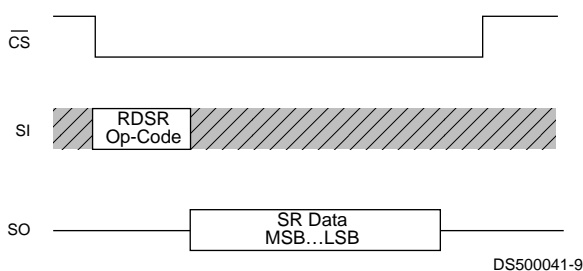 CS
SI
RDSR
Op-Code
SO
SR Data
MSB...LSB
DS500041-9